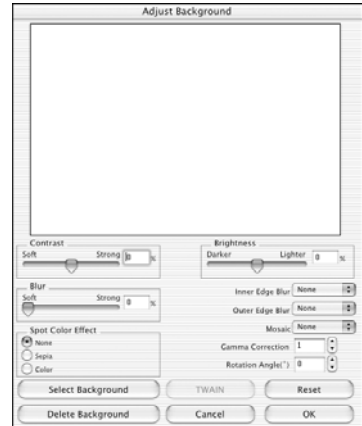 Adjust Background
Contrast
Soft Strong 0 %
Brightness
Darker Lighter 0 %
Blur
Soft Strong 0 %
Inner Edge Blur None
Outer Edge Blur None
Mosaic None
Spot Color Effect
None
Sepia
Color
Gamma Correction 1
Rotation Angle(°) 0
Select Background TWAIN Reset
Delete Background Cancel OK